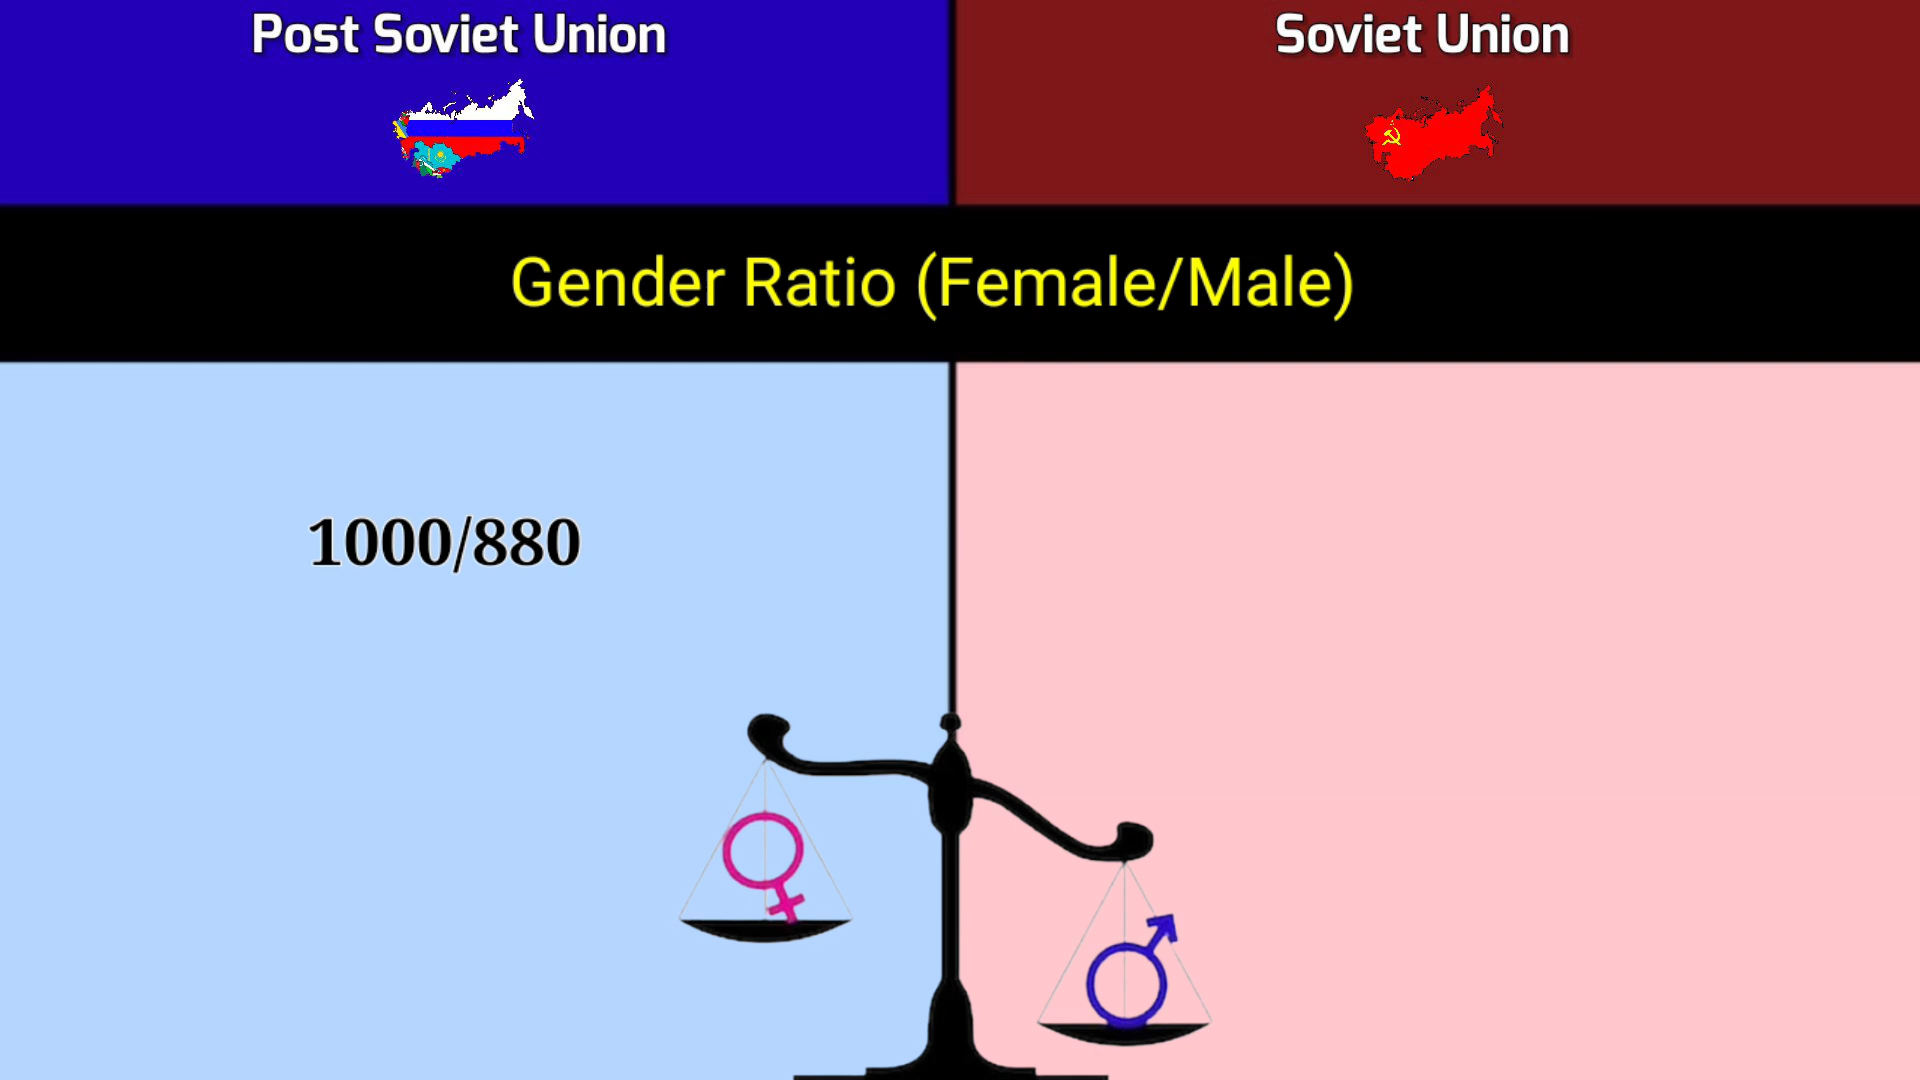 Post Soviet Union
Soviet Union
Gender Ratio (Female/Male)
1000/880